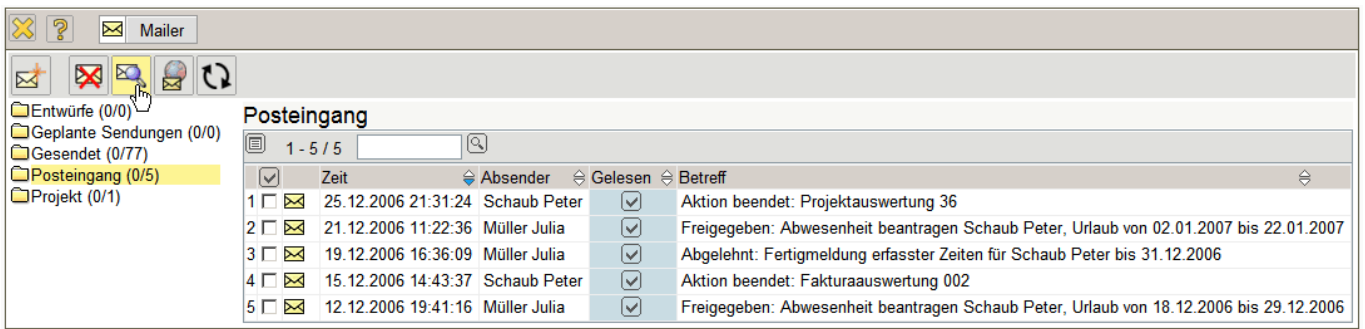 Mailer
Entwürfe (0/0)
Geplante Sendungen (0/0)
Gesendet (0/77)
Posteingang (0/5)
Projekt (0/1)
Posteingang
1 - 5 / 5
Zeit Absender Gelesen Betreff
1 25.12.2006 21:31:24 Schaub Peter Aktion beendet: Projektauswertung 36
2 21.12.2006 11:22:36 Müller Julia Freigegeben: Abwesenheit beantragen Schaub Peter, Urlaub von 02.01.2007 bis 22.01.2007
3 19.12.2006 16:36:09 Müller Julia Abgelehnt: Fertigmeldung erfasster Zeiten für Schaub Peter bis 31.12.2006
4 15.12.2006 14:43:37 Schaub Peter Aktion beendet: Fakturaauswertung 002
5 12.12.2006 19:41:16 Müller Julia Freigegeben: Abwesenheit beantragen Schaub Peter, Urlaub von 18.12.2006 bis 29.12.2006